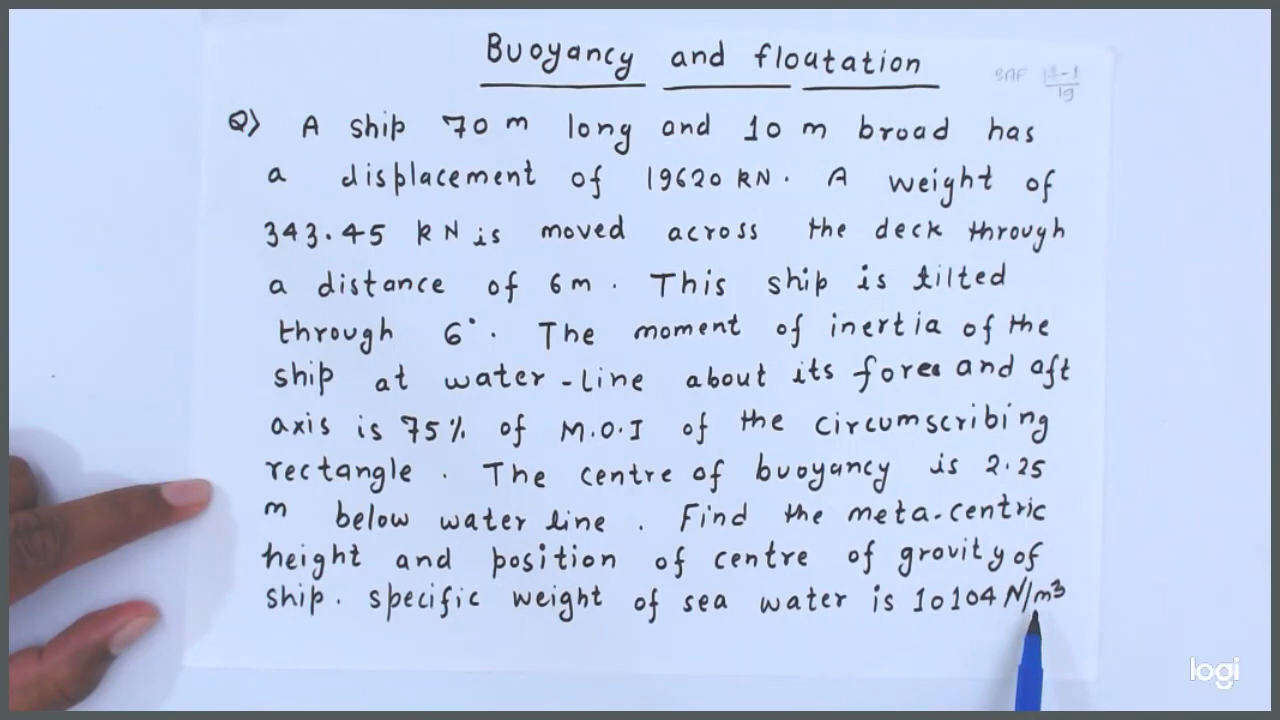 Buoyancy and floatation
Q) A ship 70 m long and 10 m broad has
a displacement of 19620 KN. A weight of
343.45 KN is moved across the deck through
a distance of 6m. This ship is tilted
through 6°. The moment of inertia of the
ship at water-line about its fore and aft
axis is 75% of M.O.I of the circumscribing
rectangle. The centre of buoyancy is 2.25
m below water line. Find the meta-centric
height and position of centre of grovity of
ship. specific weight of sea water is 10104 N/m³
logi